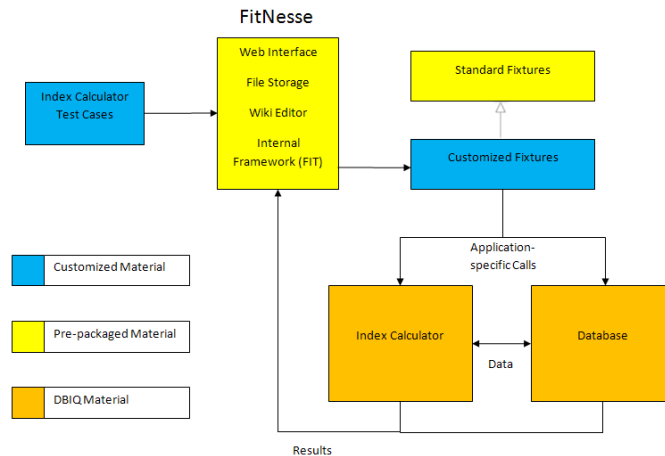 FitNesse
Web Interface
File Storage
Wiki Editor
Internal
Framework (FIT)
Index Calculator
Test Cases
Standard Fixtures
Customized Fixtures
Application-
specific Calls
Index Calculator
Database
Data
Results
Customized Material
Pre-packaged Material
DBIQ Material